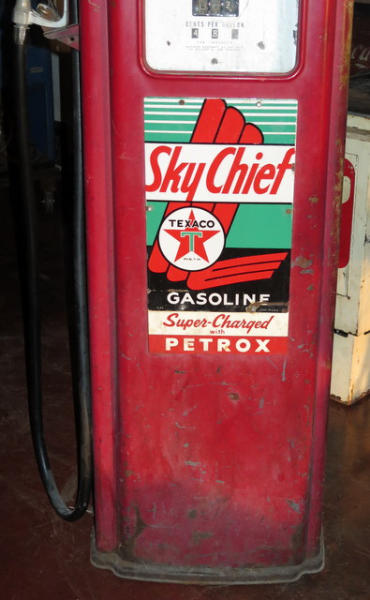 CENTS PER GALLON
Sky Chief
TEXACO
T
GASOLINE
Super-Charged
with
PETROX